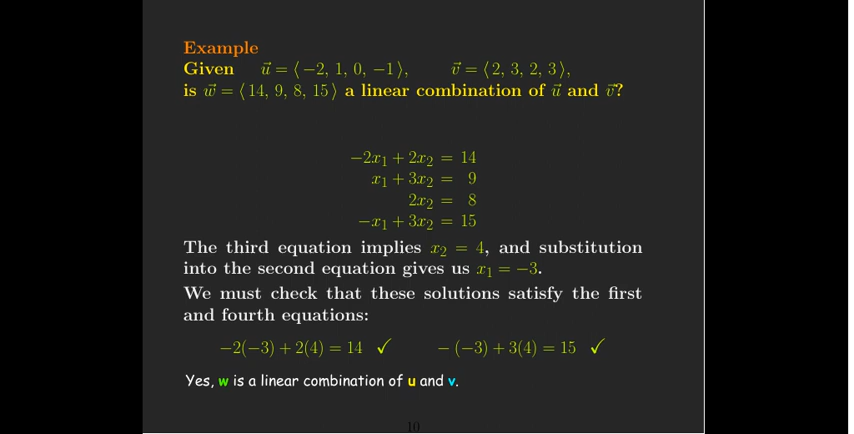 Example
Given u⃗ = ⟨−2, 1, 0, −1⟩, v⃗ = ⟨2, 3, 2, 3⟩,
is w⃗ = ⟨14, 9, 8, 15⟩ a linear combination of u⃗ and v⃗?
−2x₁ + 2x₂ = 14
x₁ + 3x₂ = 9
2x₂ = 8
−x₁ + 3x₂ = 15
The third equation implies x₂ = 4, and substitution
into the second equation gives us x₁ = −3.
We must check that these solutions satisfy the first
and fourth equations:
−2(−3) + 2(4) = 14 ✓ − (−3) + 3(4) = 15 ✓
Yes, w is a linear combination of u and v.
10